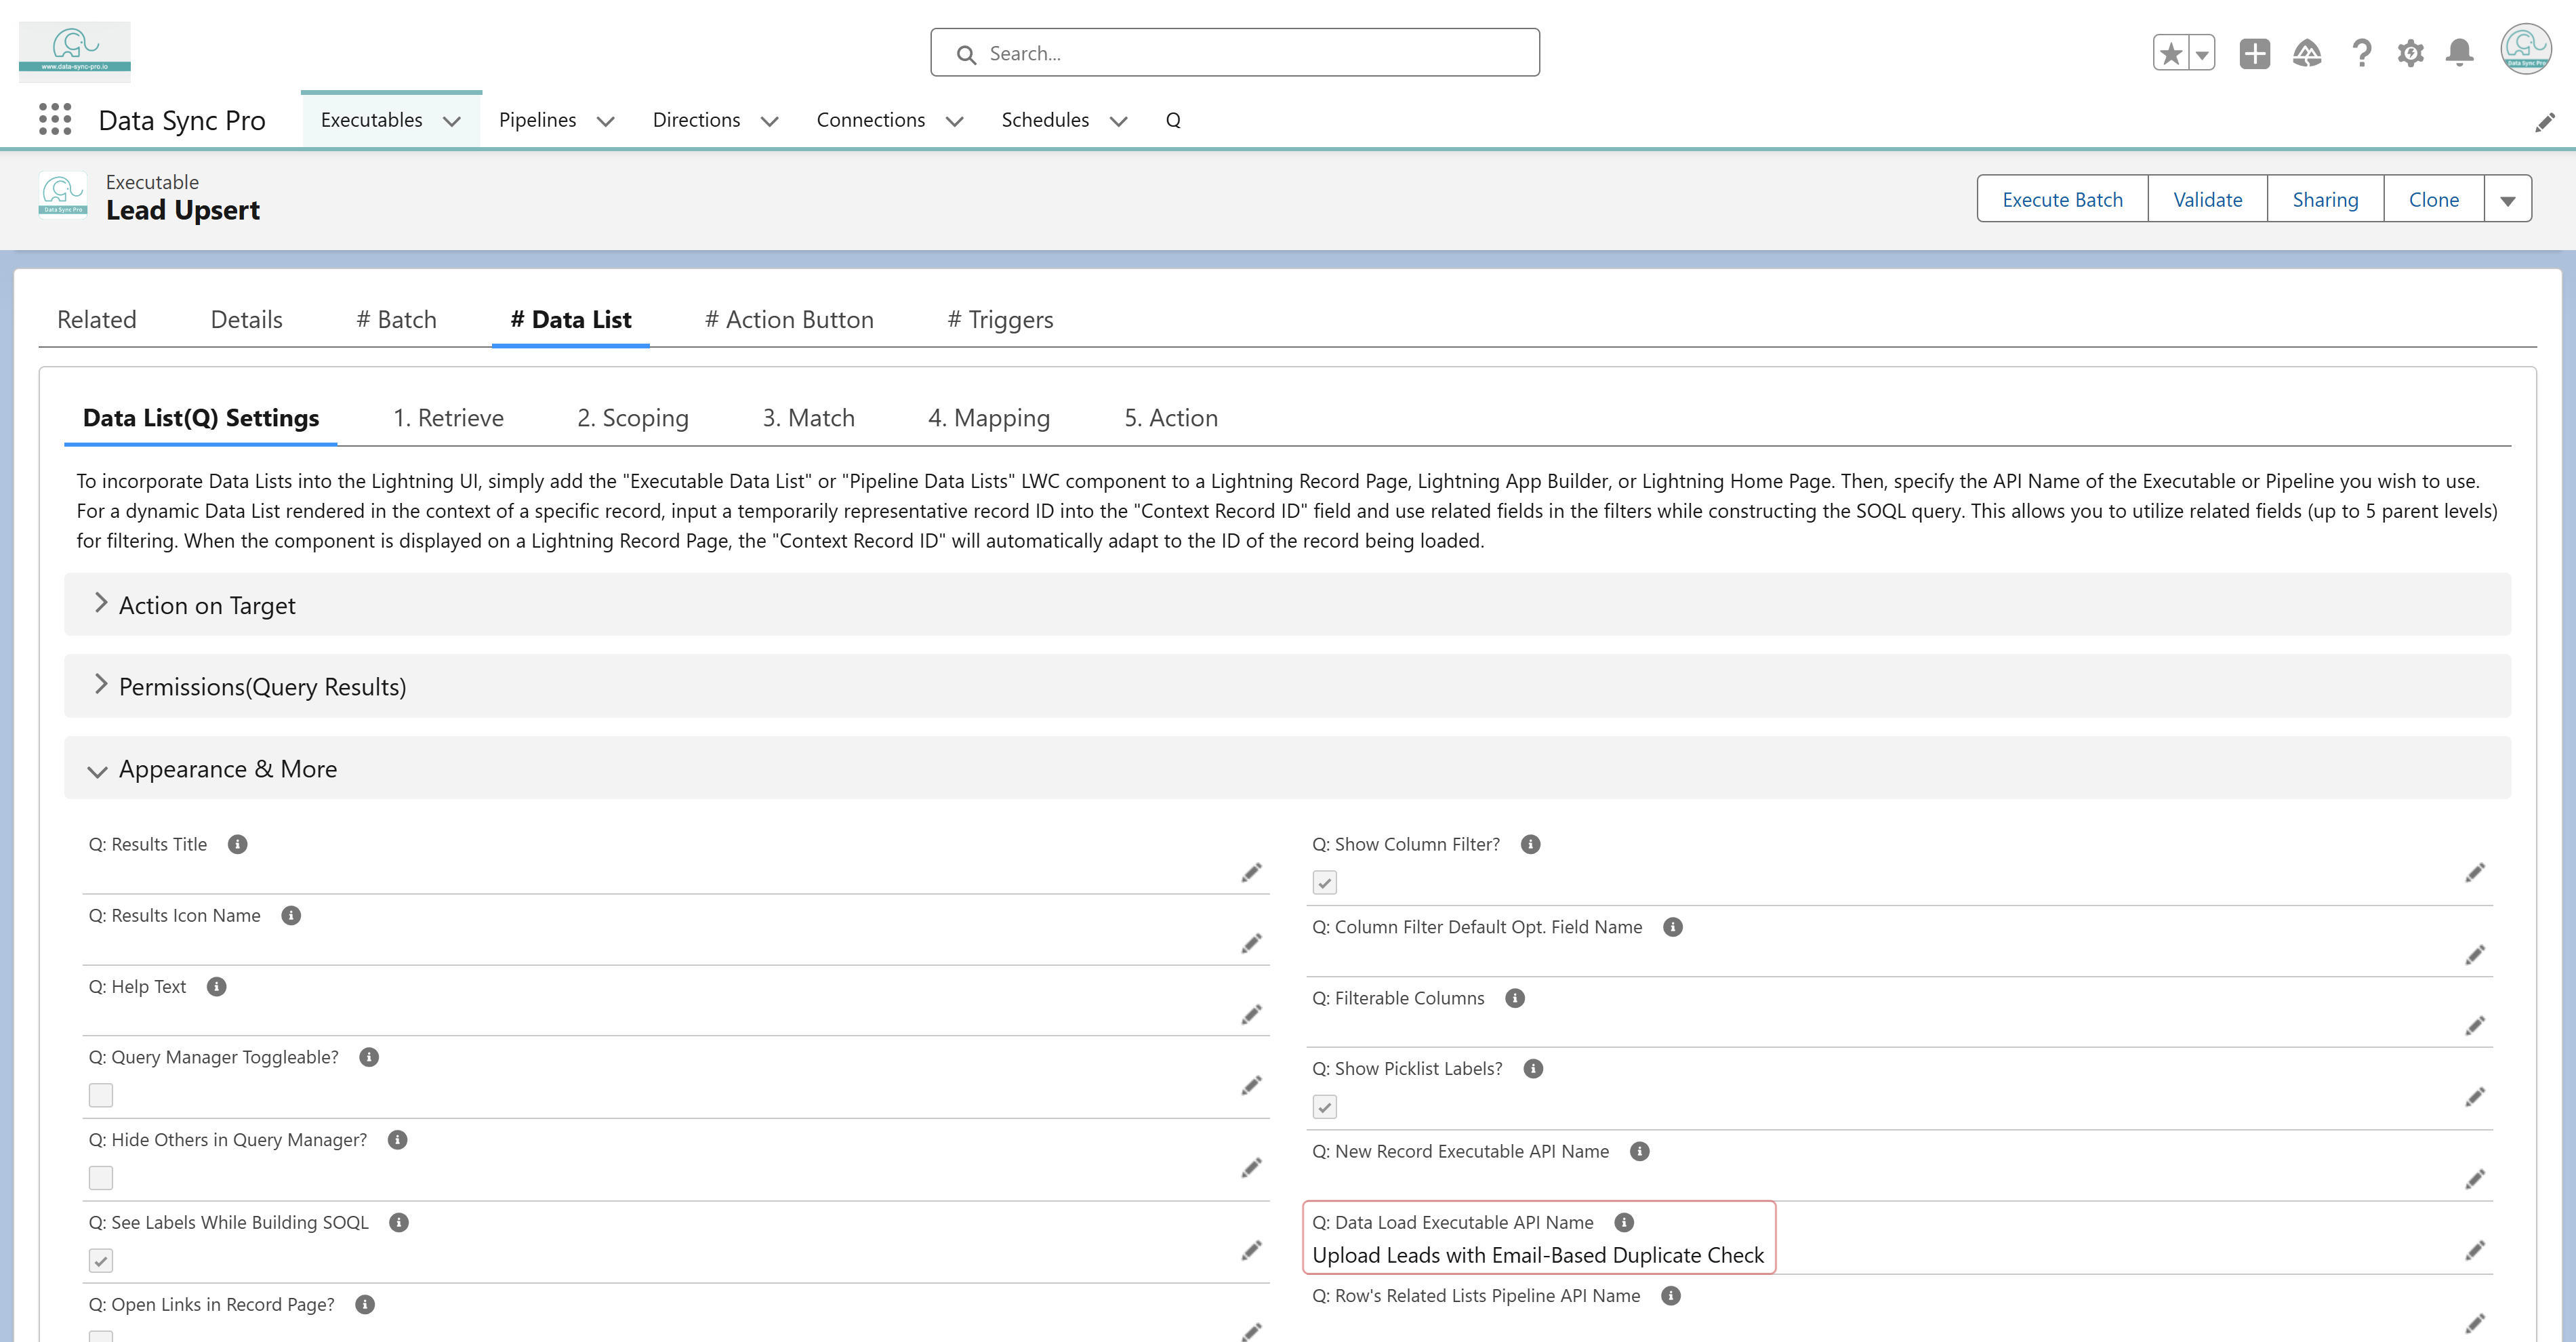 www.data-sync-pro.io
Search...
Data Sync Pro
Data Sync Pro
Executables
Pipelines
Directions
Connections
Schedules
Q
Data Sync Pro
Executable
Lead Upsert
Execute Batch
Validate
Sharing
Clone
Related
Details
# Batch
# Data List
# Action Button
# Triggers
Data List(Q) Settings
1. Retrieve
2. Scoping
3. Match
4. Mapping
5. Action
To incorporate Data Lists into the Lightning UI, simply add the "Executable Data List" or "Pipeline Data Lists" LWC component to a Lightning Record Page, Lightning App Builder, or Lightning Home Page. Then, specify the API Name of the Executable or Pipeline you wish to use.
For a dynamic Data List rendered in the context of a specific record, input a temporarily representative record ID into the "Context Record ID" field and use related fields in the filters while constructing the SOQL query. This allows you to utilize related fields (up to 5 parent levels)
for filtering. When the component is displayed on a Lightning Record Page, the "Context Record ID" will automatically adapt to the ID of the record being loaded.
Action on Target
Permissions(Query Results)
Appearance & More
Q: Results Title
Q: Show Column Filter?
Q: Results Icon Name
Q: Column Filter Default Opt. Field Name
Q: Help Text
Q: Filterable Columns
Q: Query Manager Toggleable?
Q: Show Picklist Labels?
Q: Hide Others in Query Manager?
Q: New Record Executable API Name
Q: See Labels While Building SOQL
Q: Data Load Executable API Name
Upload Leads with Email-Based Duplicate Check
Q: Open Links in Record Page?
Q: Row's Related Lists Pipeline API Name